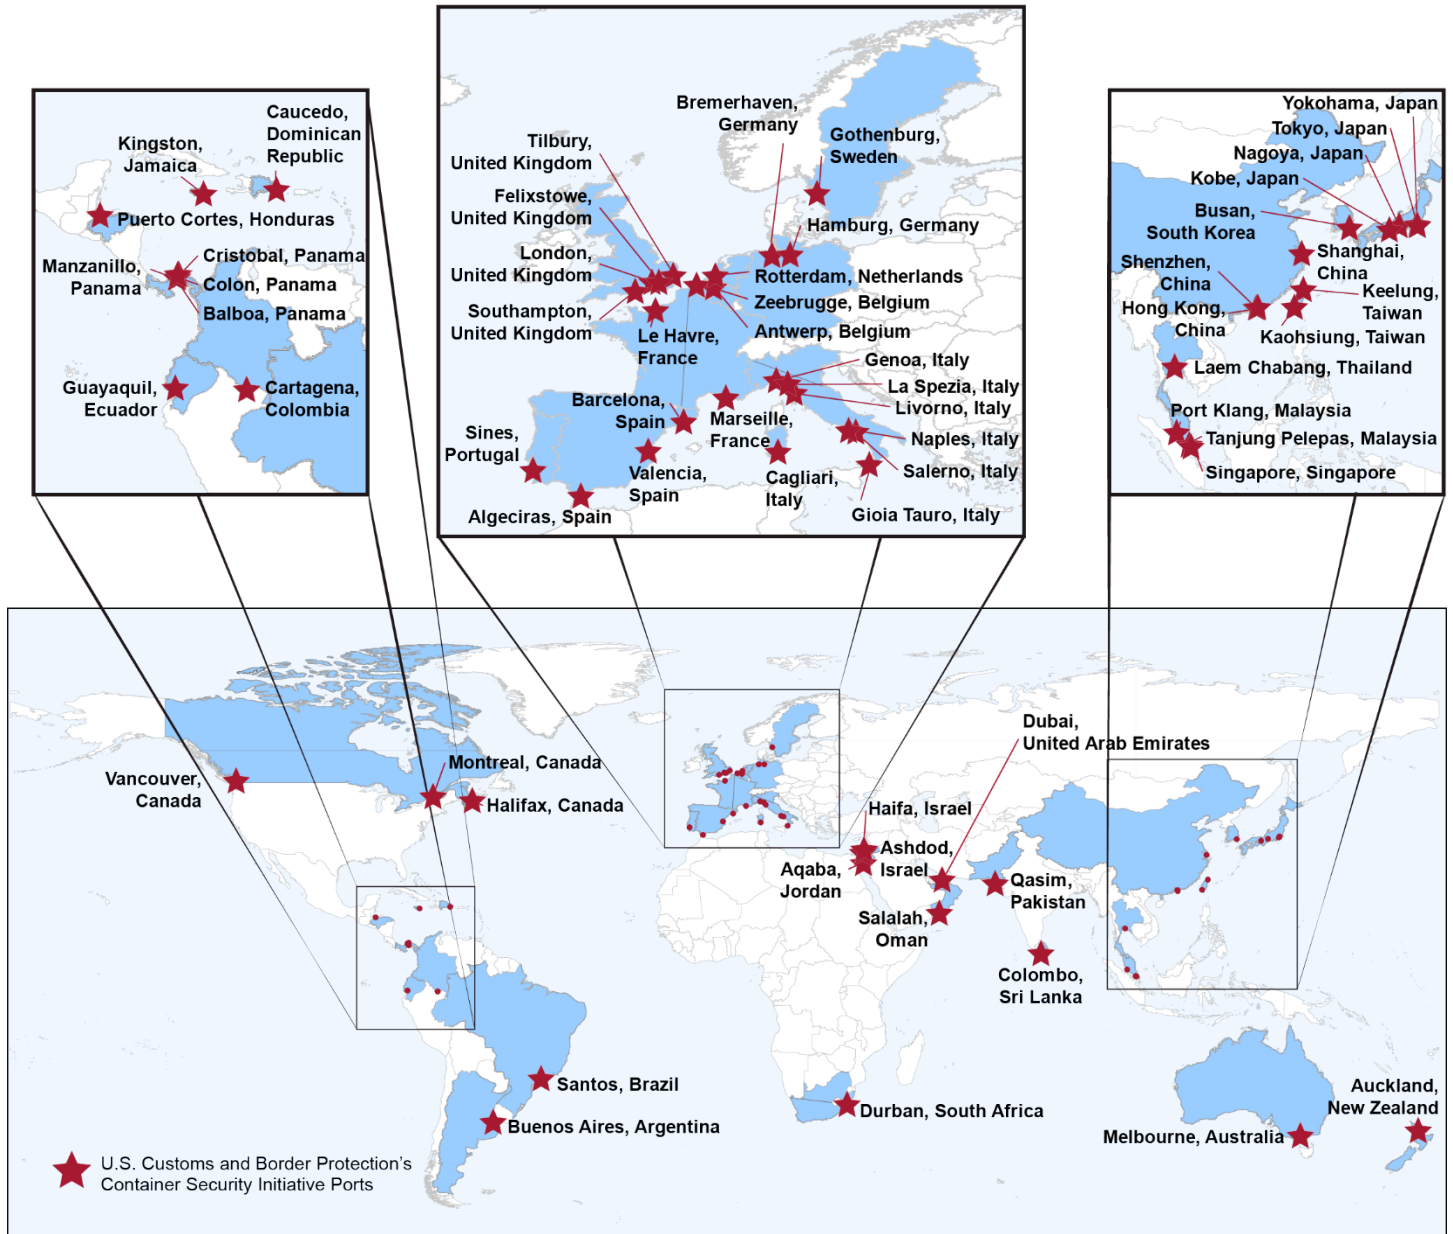 Caucedo,
Dominican
Republic
Kingston,
Jamaica
Puerto Cortes, Honduras
Cristobal, Panama
Manzanillo,
Panama
Colón, Panama
Balboa, Panama
Guayaquil,
Ecuador
Cartagena,
Colombia
Bremerhaven,
Germany
Gothenburg,
Sweden
Tilbury,
United Kingdom
Felixstowe,
United Kingdom
Hamburg, Germany
London,
United Kingdom
Rotterdam, Netherlands
Zeebrugge, Belgium
Southampton,
United Kingdom
Antwerp, Belgium
Le Havre,
France
Genoa, Italy
La Spezia, Italy
Livorno, Italy
Barcelona,
Spain
Marseille,
France
Naples, Italy
Sines,
Portugal
Salerno, Italy
Valencia,
Spain
Cagliari,
Italy
Algeciras, Spain
Gioia Tauro, Italy
Yokohama, Japan
Tokyo, Japan
Nagoya, Japan
Kobe, Japan
Busan,
South Korea
Shanghai,
China
Shenzhen,
China
Keelung,
Taiwan
Hong Kong,
China
Kaohsiung, Taiwan
Laem Chabang, Thailand
Port Klang, Malaysia
Tanjung Pelepas, Malaysia
Singapore, Singapore
Dubai,
United Arab Emirates
Montreal, Canada
Vancouver,
Canada
Halifax, Canada
Haifa, Israel
Ashdod,
Israel
Aqaba,
Jordan
Qasim,
Pakistan
Salalah,
Oman
Colombo,
Sri Lanka
Santos, Brazil
Buenos Aires, Argentina
Durban, South Africa
Auckland,
New Zealand
Melbourne, Australia
U.S. Customs and Border Protection's
Container Security Initiative Ports